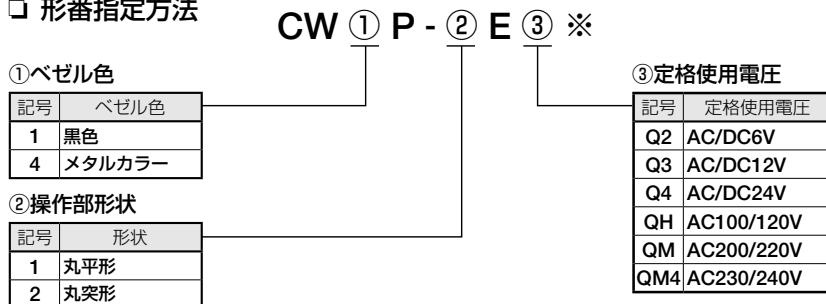 ❏ 形番指定方法
CW ① P - ② E ③ ※
①ベゼル色
記号 ベゼル色
1 黒色
4 メタルカラー
②操作部形状
記号 形状
1 丸平形
2 丸突形
③定格使用電圧
記号 定格使用電圧
Q2 AC/DC6V
Q3 AC/DC12V
Q4 AC/DC24V
QH AC100/120V
QM AC200/220V
QM4 AC230/240V